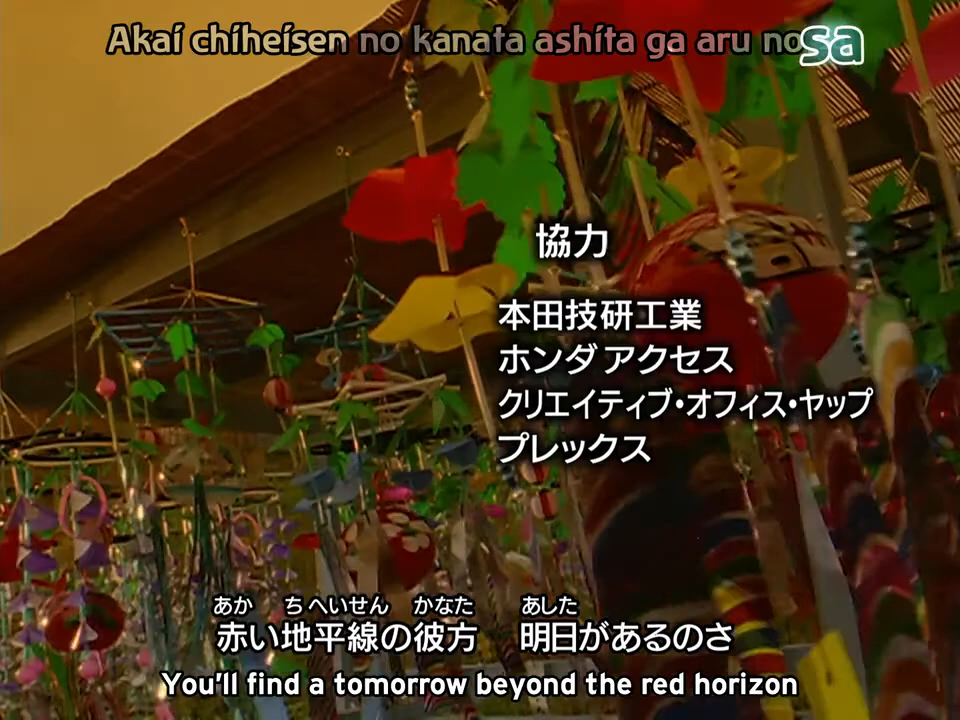 Akai chiheisen no kanata ashita ga aru no sa
協力
本田技研工業
ホンダアクセス
クリエイティブ・オフィス・ヤップ
プレックス
あか ちへいせん かなた あした
赤い地平線の彼方 明日があるのさ
You'll find a tomorrow beyond the red horizon